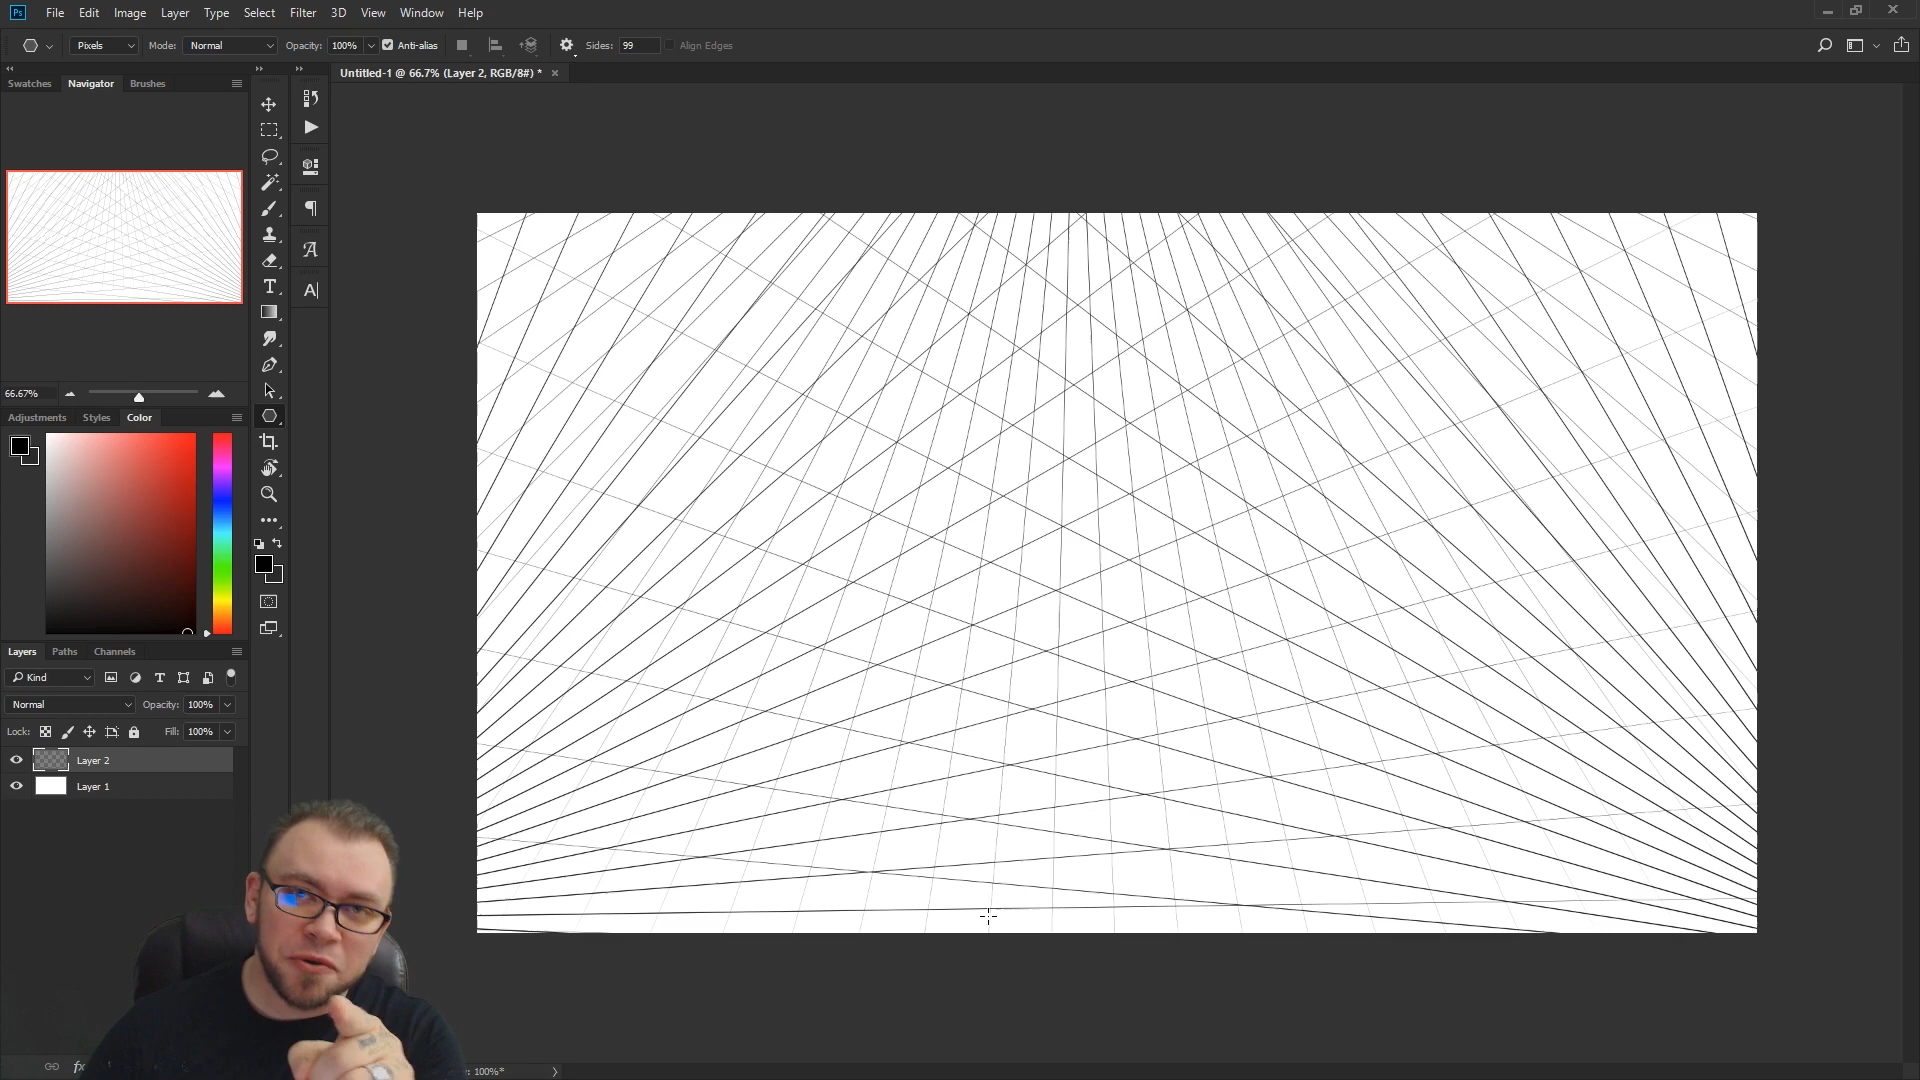 Ps File Edit Image Layer Type Select Filter 3D View Window Help
Pixels Mode: Normal Opacity: 100% Anti-alias Sides: 99 Align Edges
Untitled-1 @ 66.7% (Layer 2, RGB/8#) *
Swatches Navigator Brushes
66.67%
Adjustments Styles Color
Layers Paths Channels
Kind
Normal Opacity: 100%
Lock: Fill: 100%
Layer 2
Layer 1
fx
: 100%*